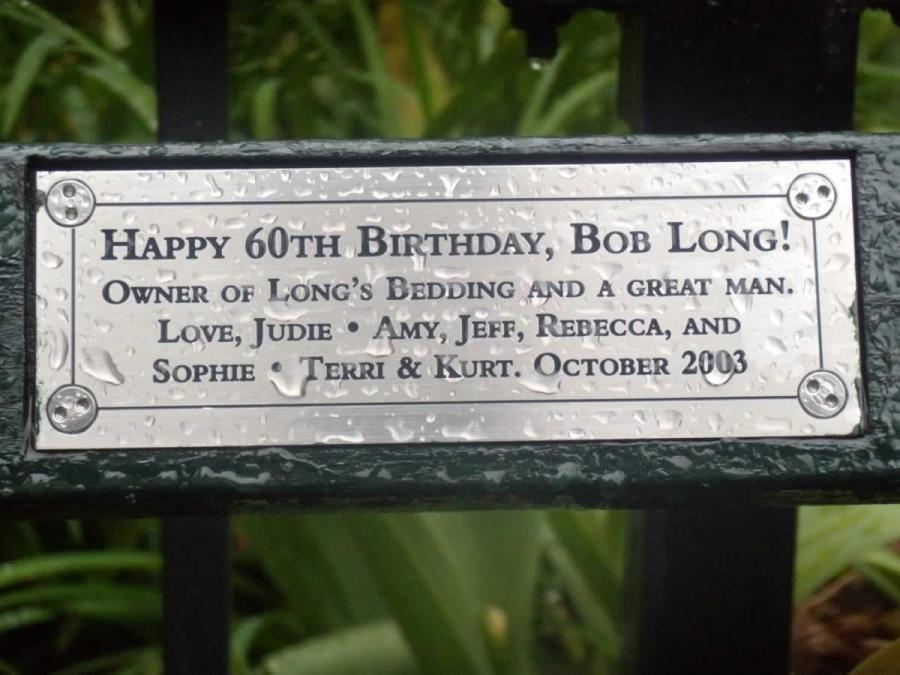 Happy 60th Birthday, Bob Long!
Owner of Long's Bedding and a great man.
Love, Judie • Amy, Jeff, Rebecca, and
Sophie • Terri & Kurt. October 2003